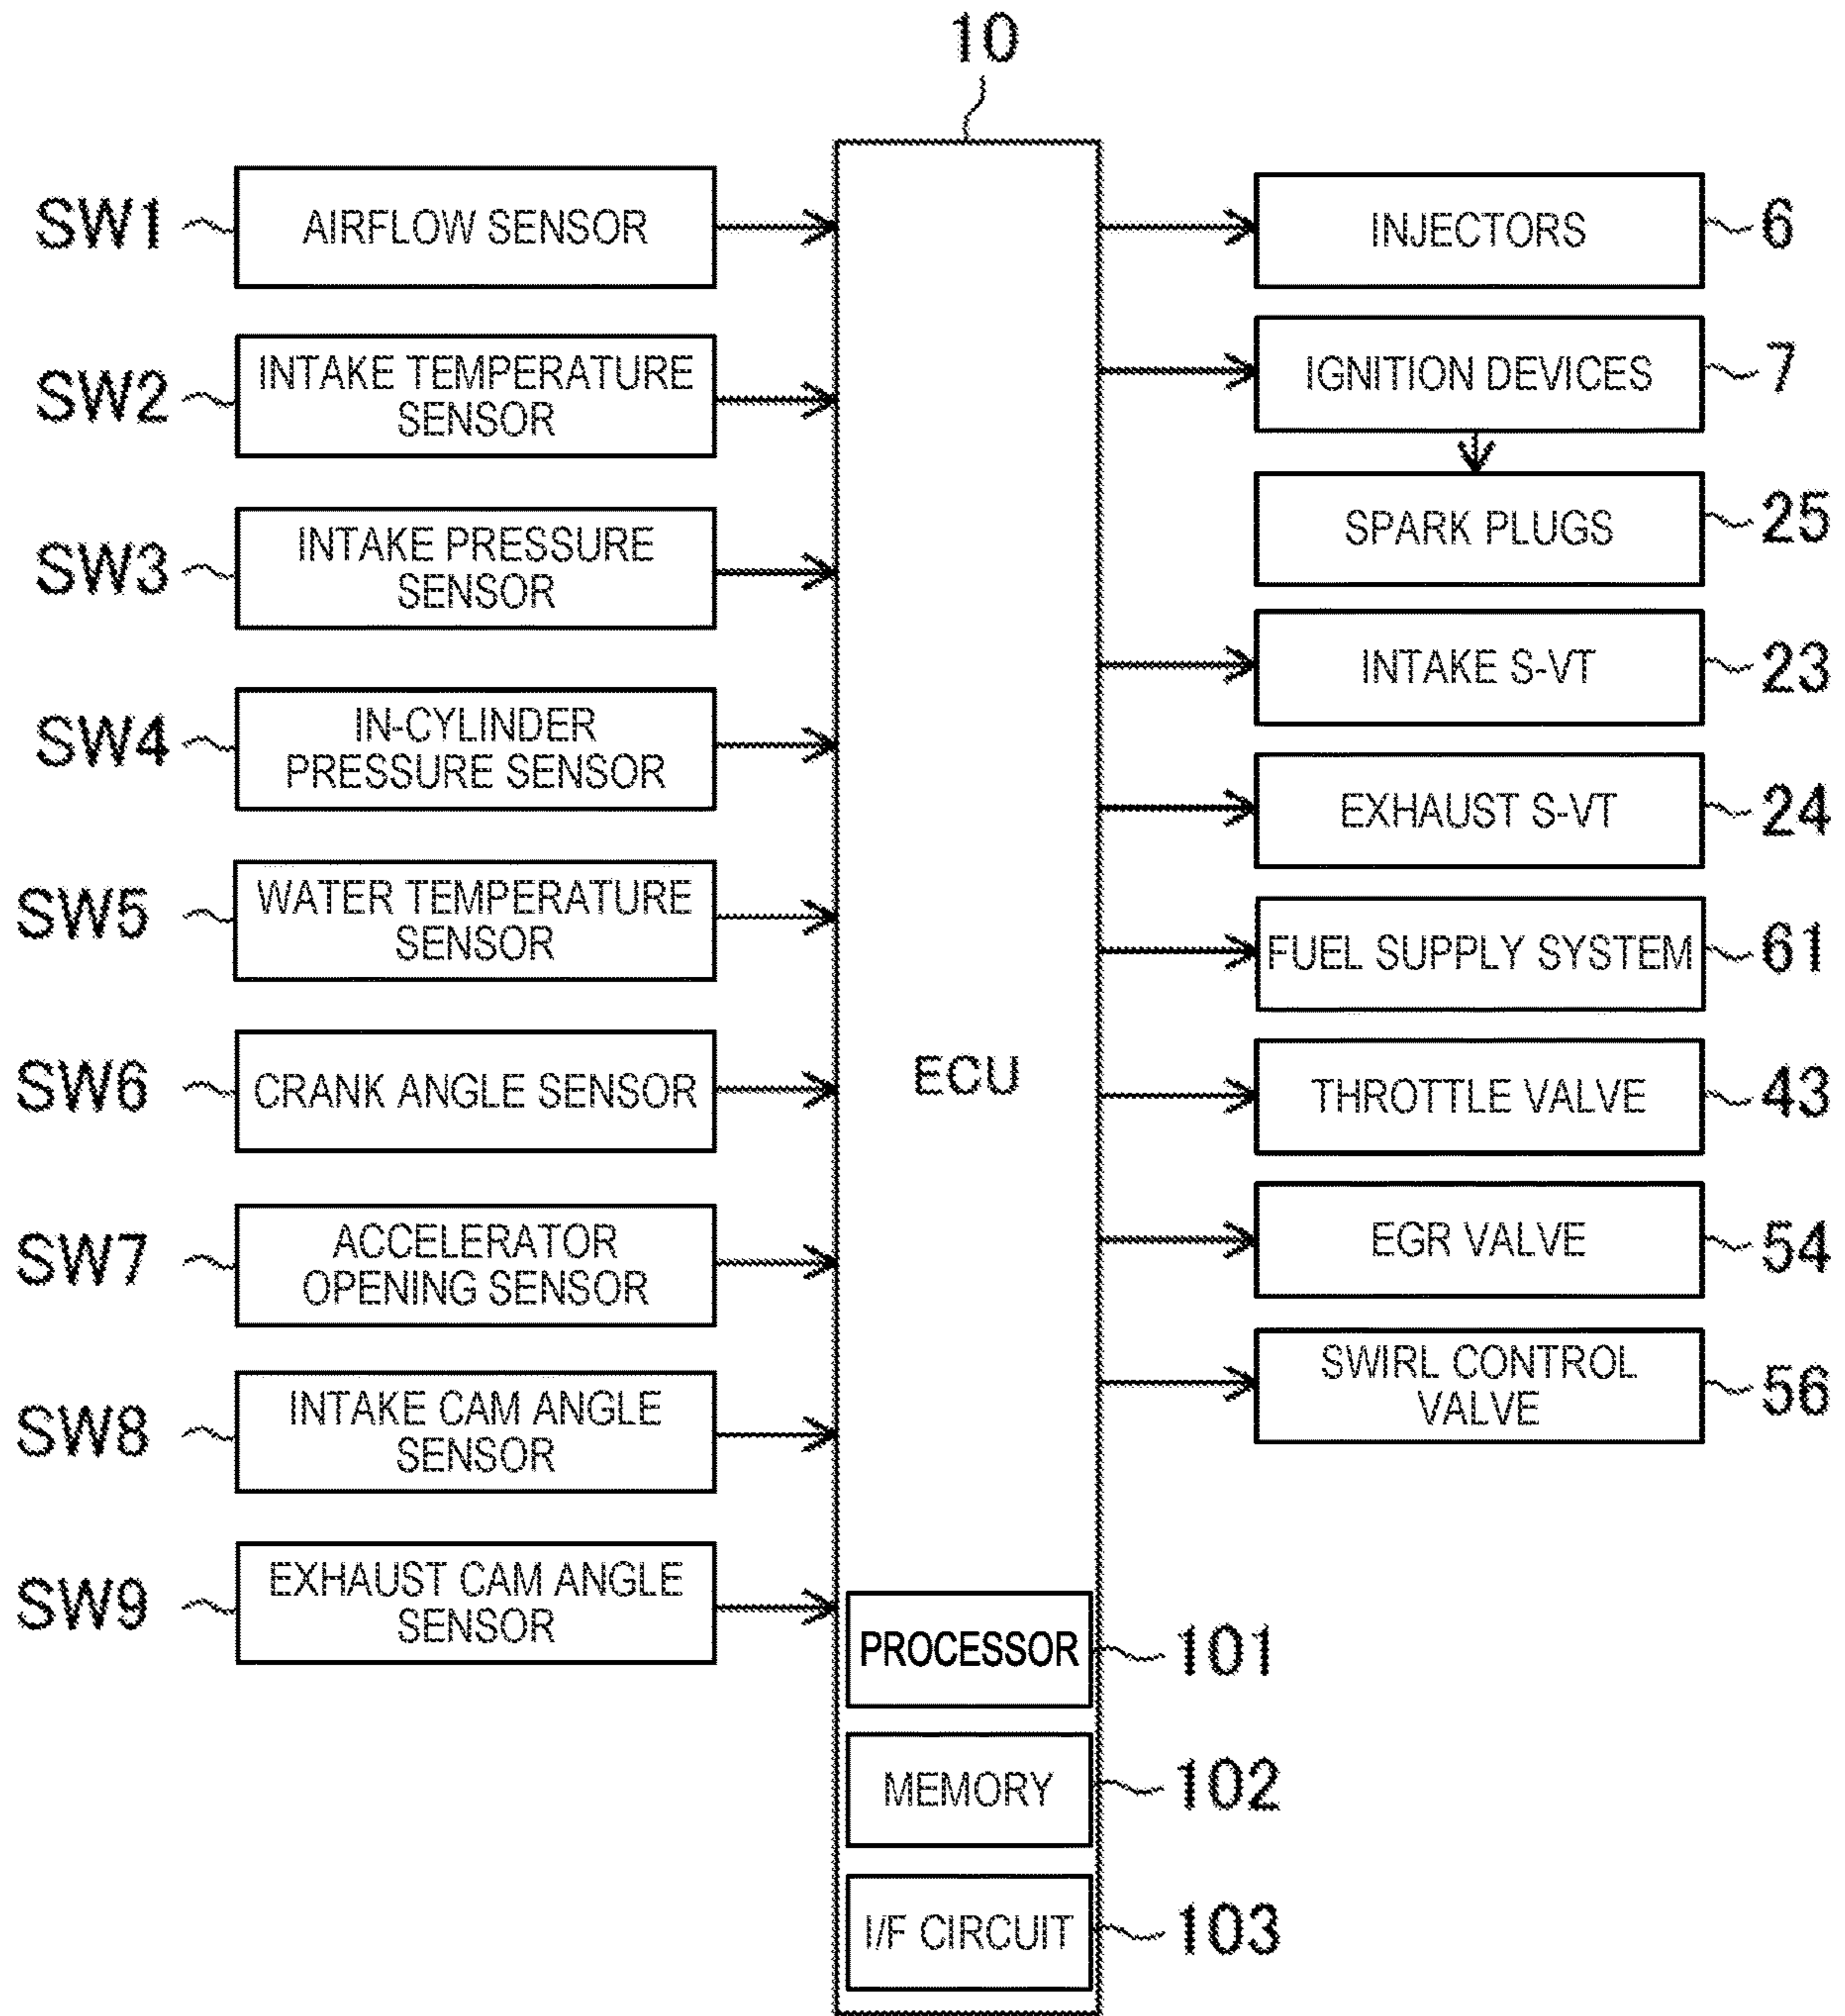 10
SW1
AIRFLOW SENSOR
SW2
INTAKE TEMPERATURE
SENSOR
SW3
INTAKE PRESSURE
SENSOR
SW4
IN-CYLINDER
PRESSURE SENSOR
SW5
WATER TEMPERATURE
SENSOR
SW6
CRANK ANGLE SENSOR
SW7
ACCELERATOR
OPENING SENSOR
SW8
INTAKE CAM ANGLE
SENSOR
SW9
EXHAUST CAM ANGLE
SENSOR
ECU
PROCESSOR
101
MEMORY
102
I/F CIRCUIT
103
INJECTORS
6
IGNITION DEVICES
7
SPARK PLUGS
25
INTAKE S-VT
23
EXHAUST S-VT
24
FUEL SUPPLY SYSTEM
61
THROTTLE VALVE
43
EGR VALVE
54
SWIRL CONTROL
VALVE
56